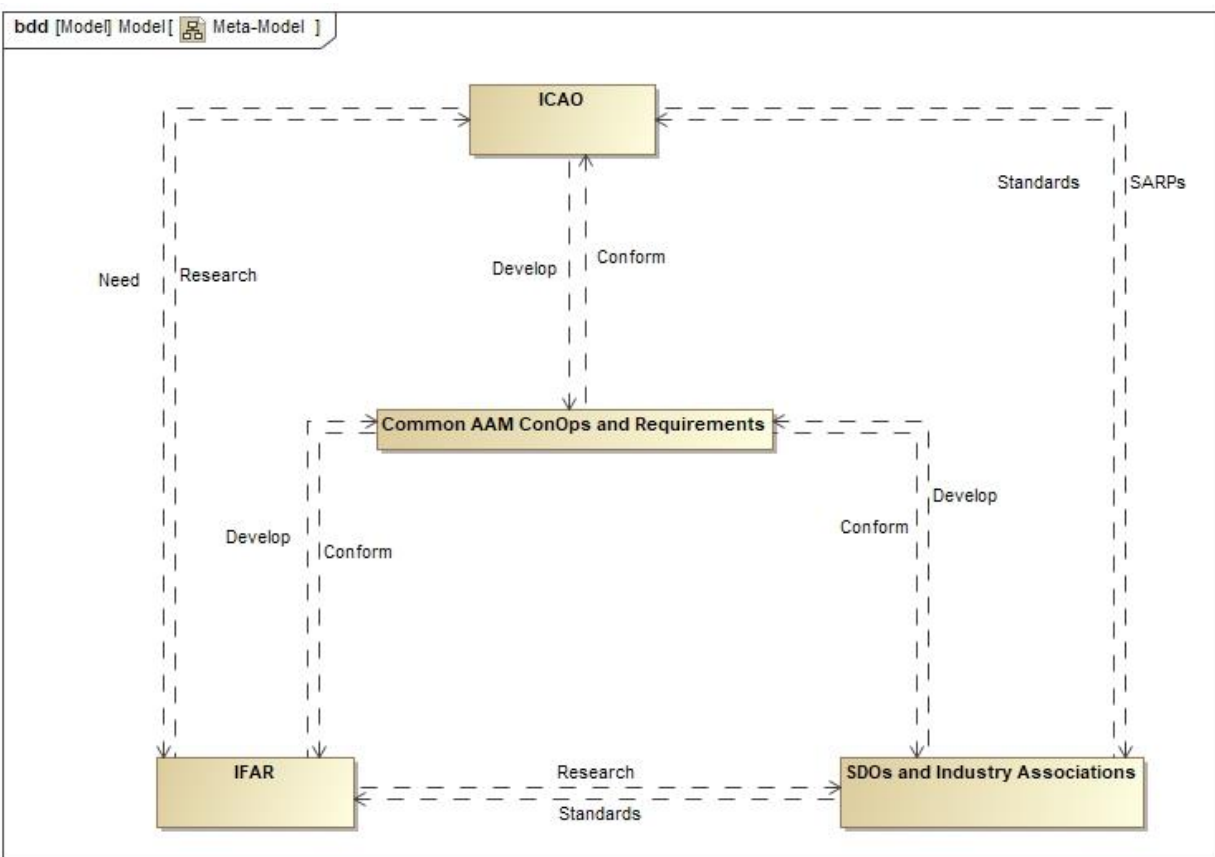 bdd [Model] Model[ Meta-Model ]
ICAO
Standards
SARPs
Need
Research
Develop
Conform
Common AAM ConOps and Requirements
Develop
Conform
Develop
Conform
IFAR
Research
Standards
SDOs and Industry Associations